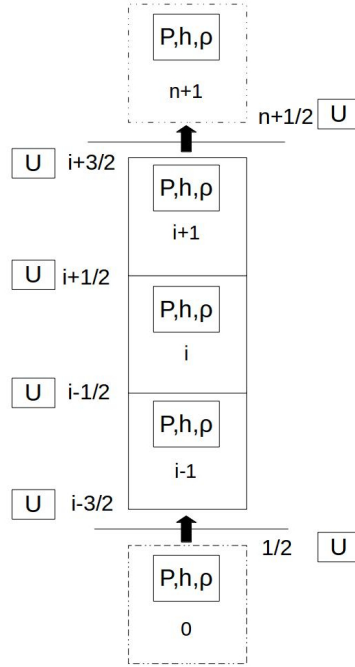 P,h,ρ
n+1
n+1/2 U
U i+3/2
P,h,ρ
i+1
U i+1/2
P,h,ρ
i
U i-1/2
P,h,ρ
i-1
U i-3/2
1/2 U
P,h,ρ
0